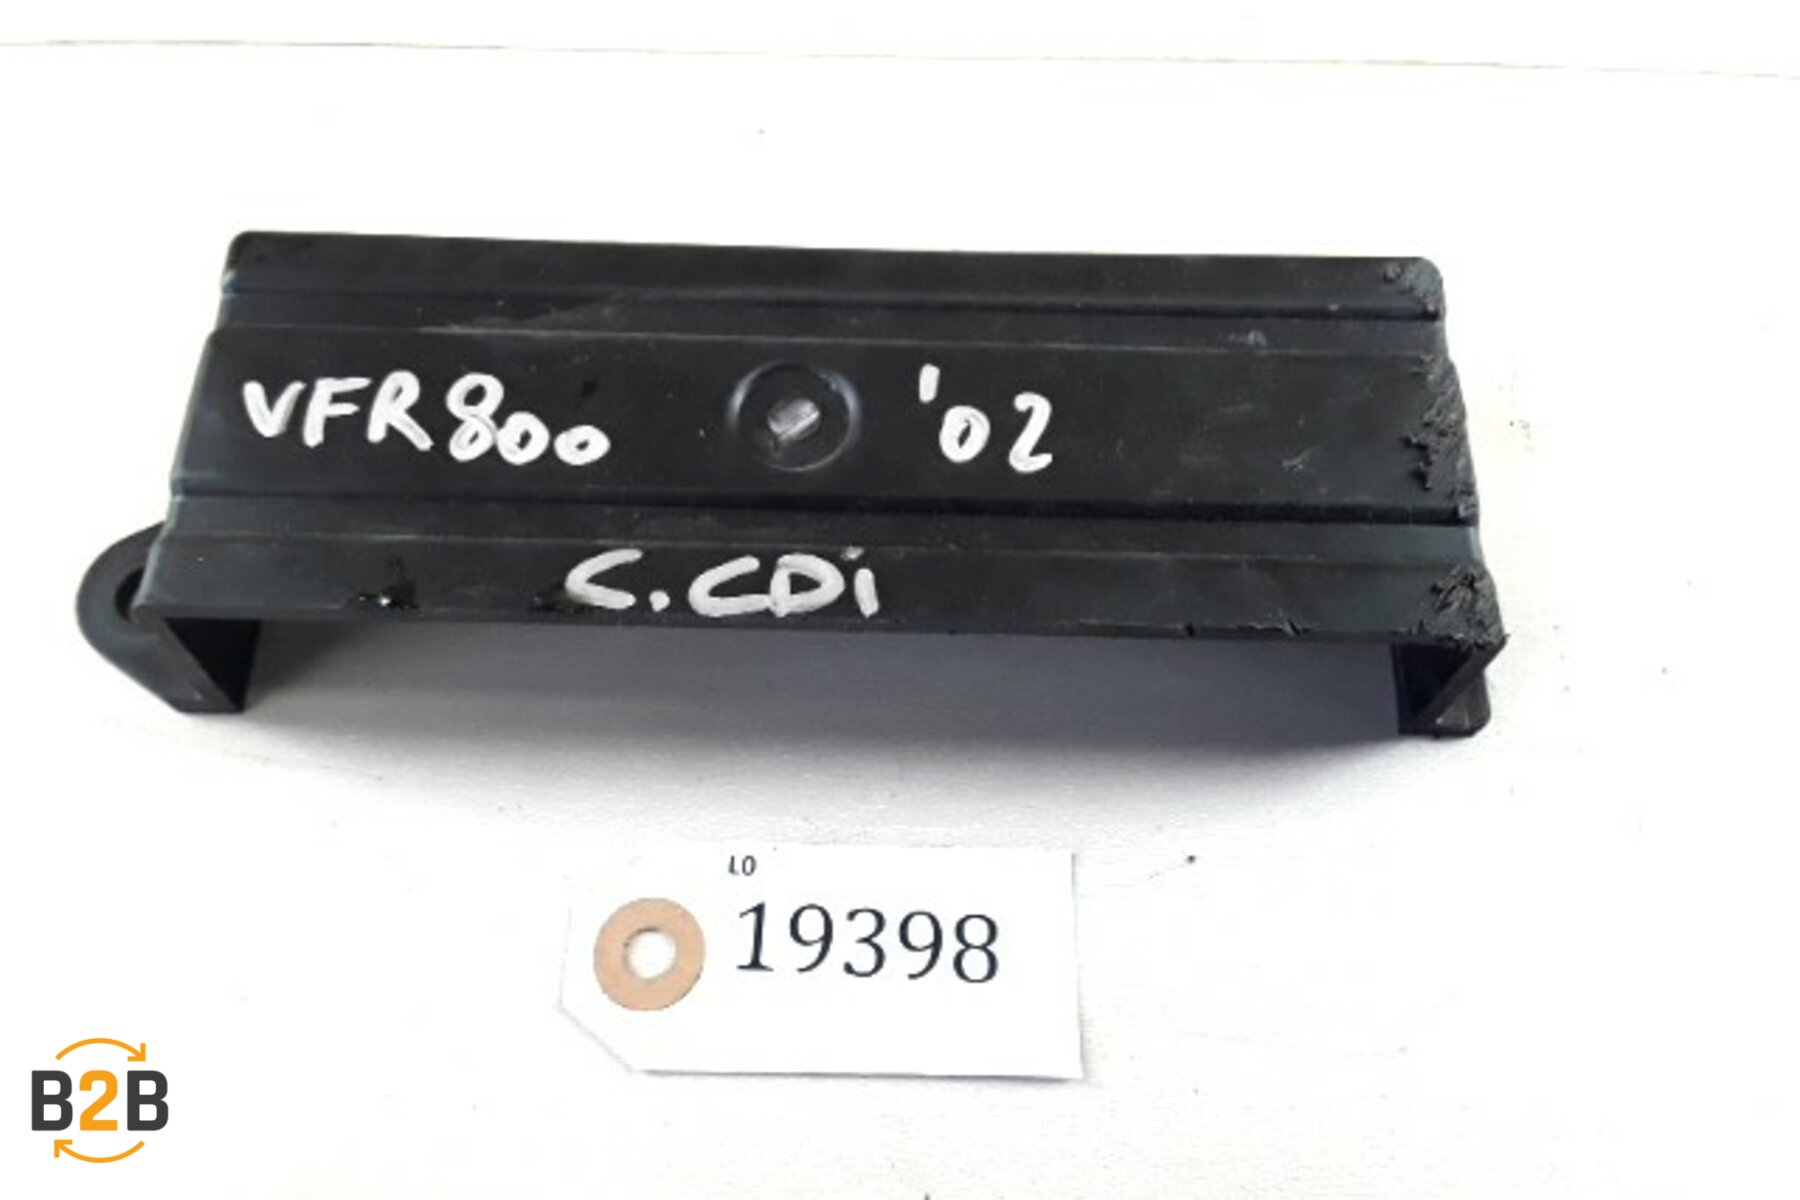 VFR800 '02
C.CDi
LO
19398
B2B